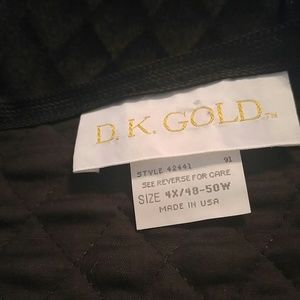 D. K. GOLD™
STYLE 42441 91
SEE REVERSE FOR CARE
SIZE 4X/48-50W
MADE IN USA